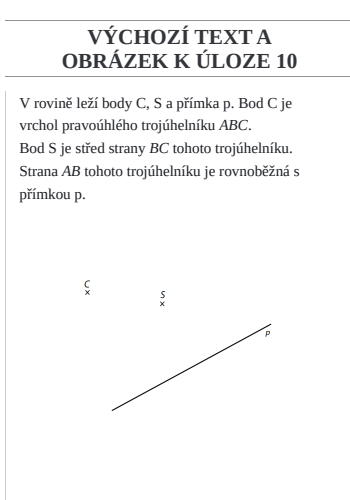 VÝCHOZÍ TEXT A
OBRÁZEK K ÚLOZE 10
V rovině leží body C, S a přímka p. Bod C je
vrchol pravoúhlého trojúhelníku ABC.
Bod S je střed strany BC tohoto trojúhelníku.
Strana AB tohoto trojúhelníku je rovnoběžná s
přímkou p.
C
S
p